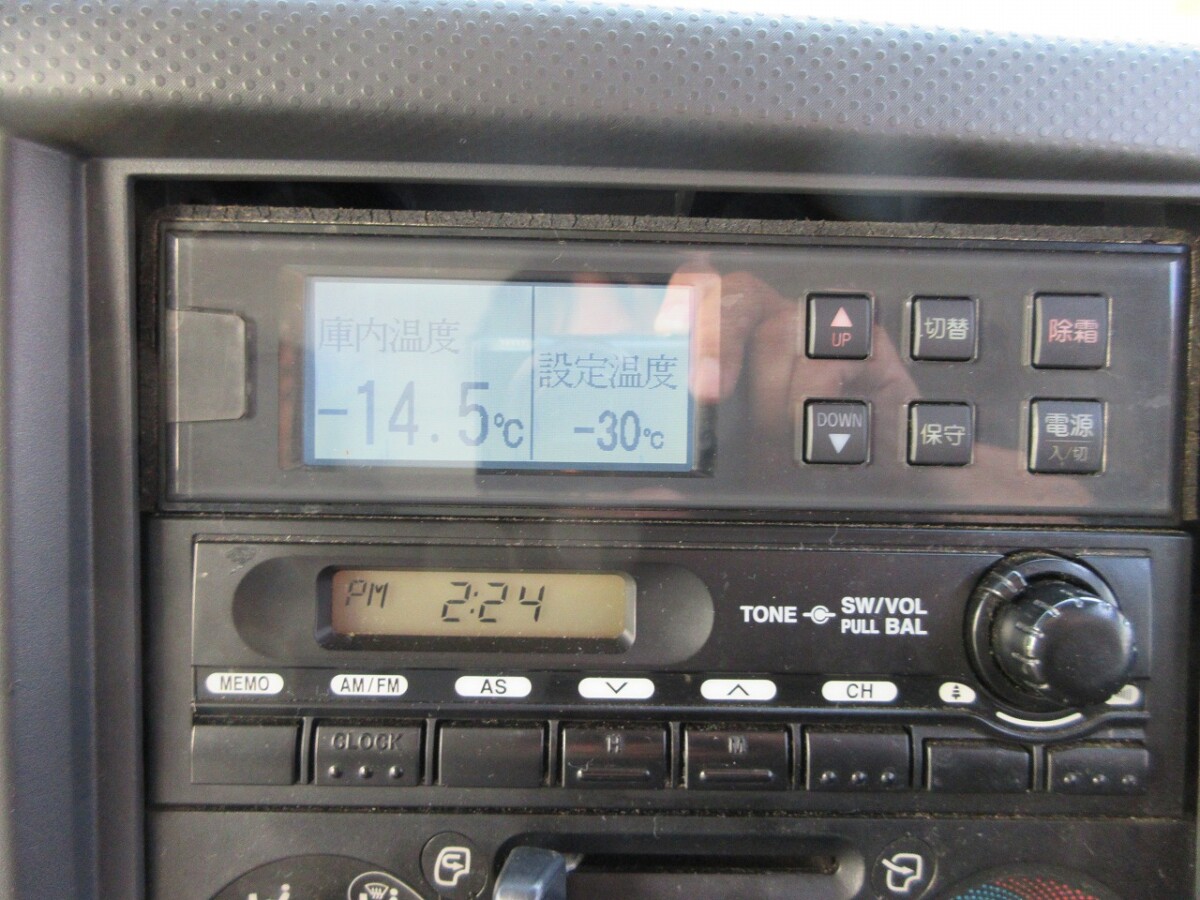 庫内温度
-14.5℃
設定温度
-30℃
▲
UP
切替
除霜
DOWN
▼
保守
電源
入/切
PM 2:24
TONE SW/VOL
PULL BAL
MEMO AM/FM AS CH
CLOCK H M